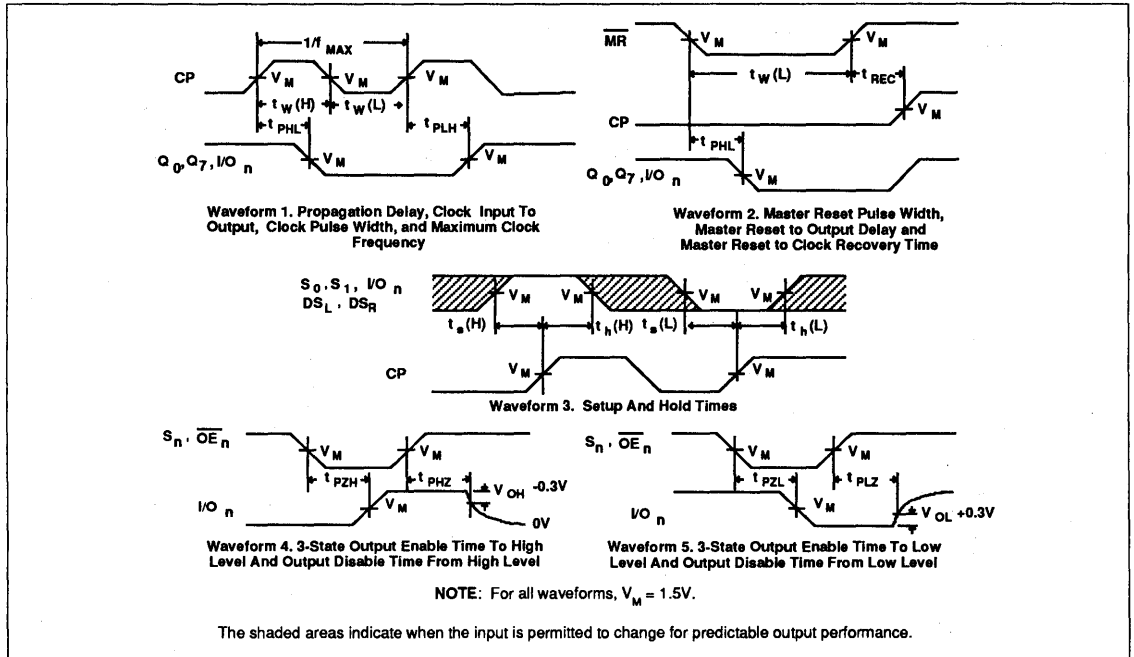 1/f MAX
CP
V M V M V M
t W (H) t W (L)
t PHL t PLH
Q 0, Q 7, I/O n
V M V M
Waveform 1. Propagation Delay, Clock Input To
Output, Clock Pulse Width, and Maximum Clock
Frequency
MR
V M V M
t W (L) t REC
CP
V M
t PHL
Q 0, Q 7, I/O n
V M
Waveform 2. Master Reset Pulse Width,
Master Reset to Output Delay and
Master Reset to Clock Recovery Time
S 0, S 1, I/O n
DS L, DS R
V M V M V M V M
t s (H) t h (H) t s (L) t h (L)
CP
V M V M
Waveform 3. Setup And Hold Times
S n, OE n
V M V M
t PZH t PHZ
I/O n
V M
V OH -0.3V
0V
Waveform 4. 3-State Output Enable Time To High
Level And Output Disable Time From High Level
S n, OE n
V M V M
t PZL t PLZ
I/O n
V M
V OL +0.3V
Waveform 5. 3-State Output Enable Time To Low
Level And Output Disable Time From Low Level
NOTE: For all waveforms, V M = 1.5V.
The shaded areas indicate when the input is permitted to change for predictable output performance.